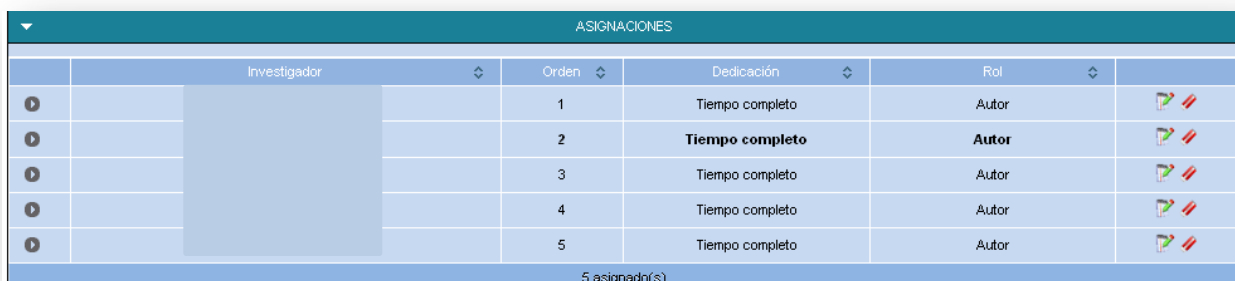 ASIGNACIONES
Investigador Orden Dedicación Rol
1 Tiempo completo Autor
2 Tiempo completo Autor
3 Tiempo completo Autor
4 Tiempo completo Autor
5 Tiempo completo Autor
5 asignado(s)